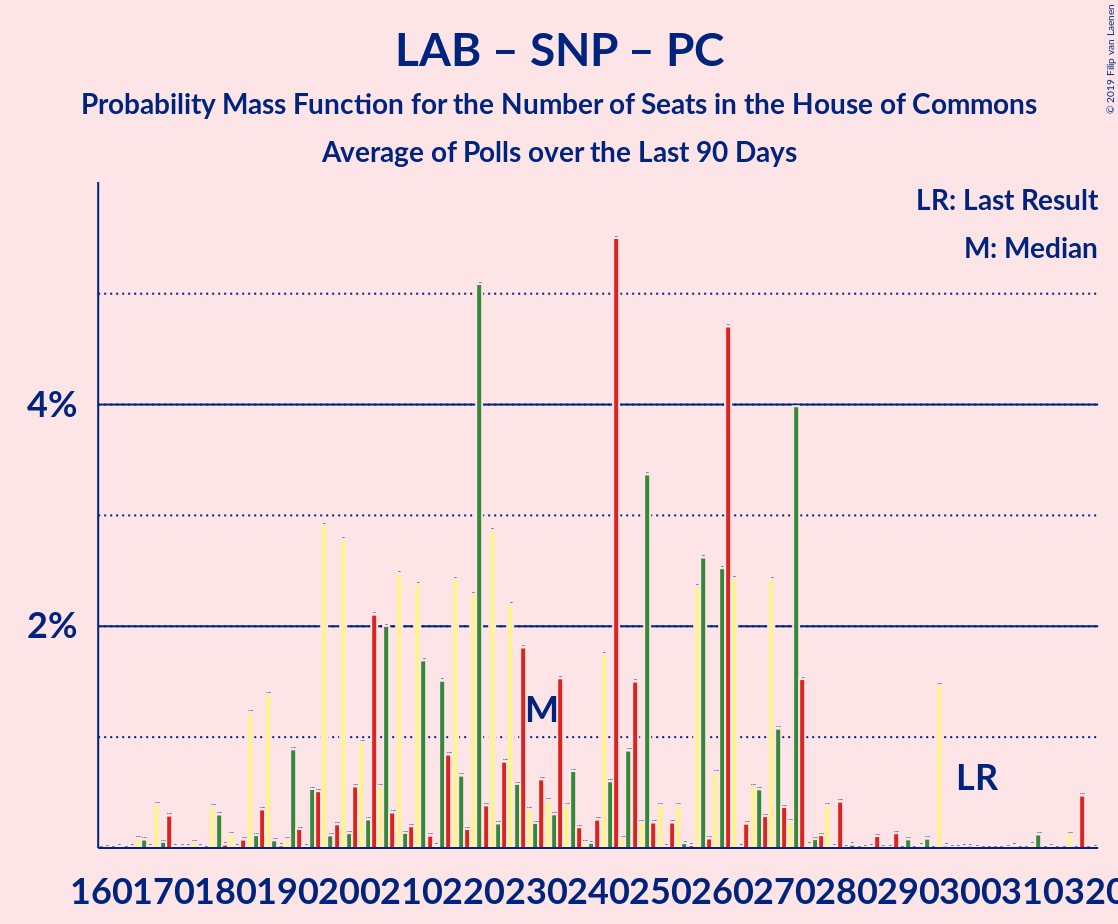 LAB – SNP – PC
Probability Mass Function for the Number of Seats in the House of Commons
Average of Polls over the Last 90 Days
© 2019 Filip van Laenen
LR: Last Result
M: Median
4%
2%
M
LR
160170180190200210220230240250260270280290300310320